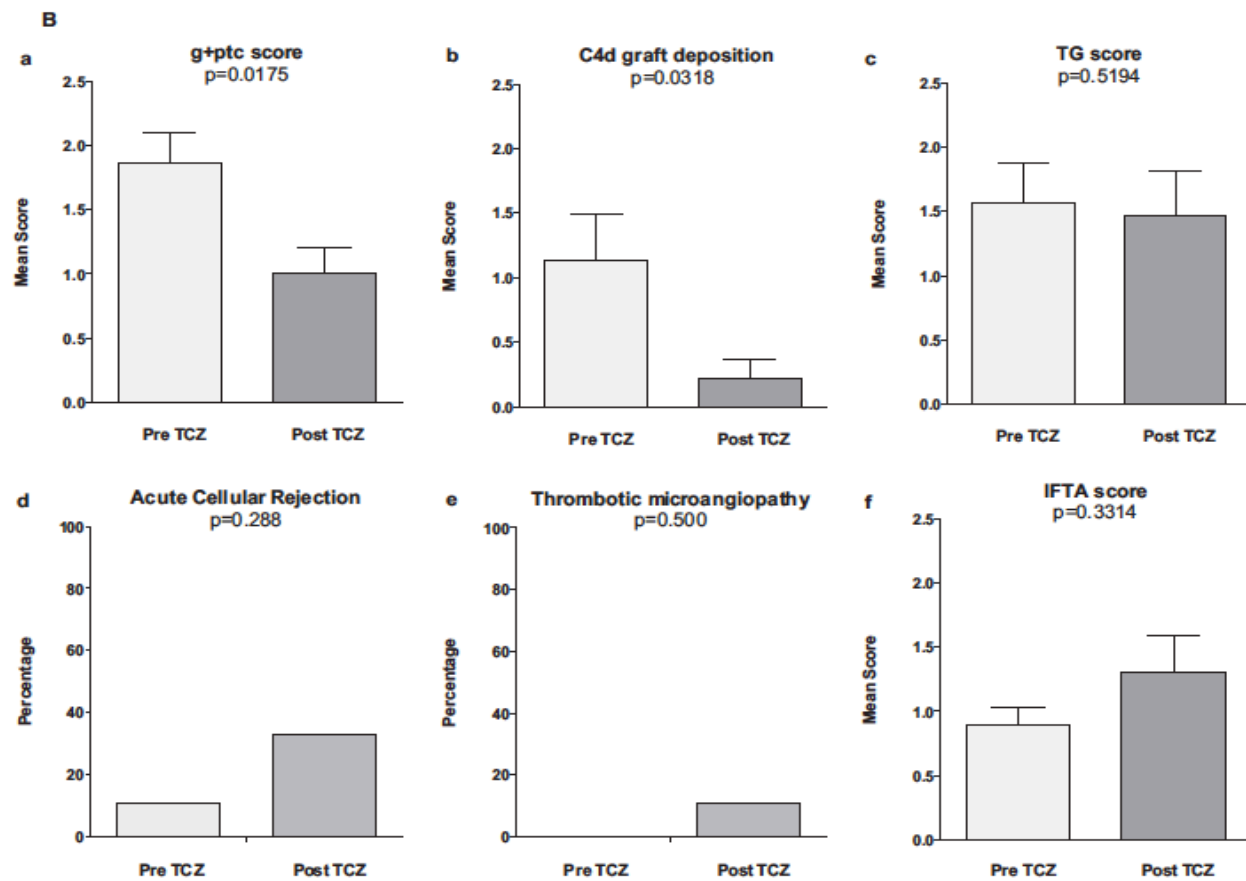 B
a
g+ptc score
p=0.0175
Mean Score
2.5
2.0
1.5
1.0
0.5
0.0
Pre TCZ
Post TCZ
b
C4d graft deposition
p=0.0318
Mean Score
2.5
2.0
1.5
1.0
0.5
0.0
Pre TCZ
Post TCZ
c
TG score
p=0.5194
Mean Score
2.5
2.0
1.5
1.0
0.5
0.0
Pre TCZ
Post TCZ
d
Acute Cellular Rejection
p=0.288
Percentage
100
80
60
40
20
0
Pre TCZ
Post TCZ
e
Thrombotic microangiopathy
p=0.500
Percentage
100
80
60
40
20
0
Pre TCZ
Post TCZ
f
IFTA score
p=0.3314
Mean Score
2.5
2.0
1.5
1.0
0.5
0.0
Pre TCZ
Post TCZ